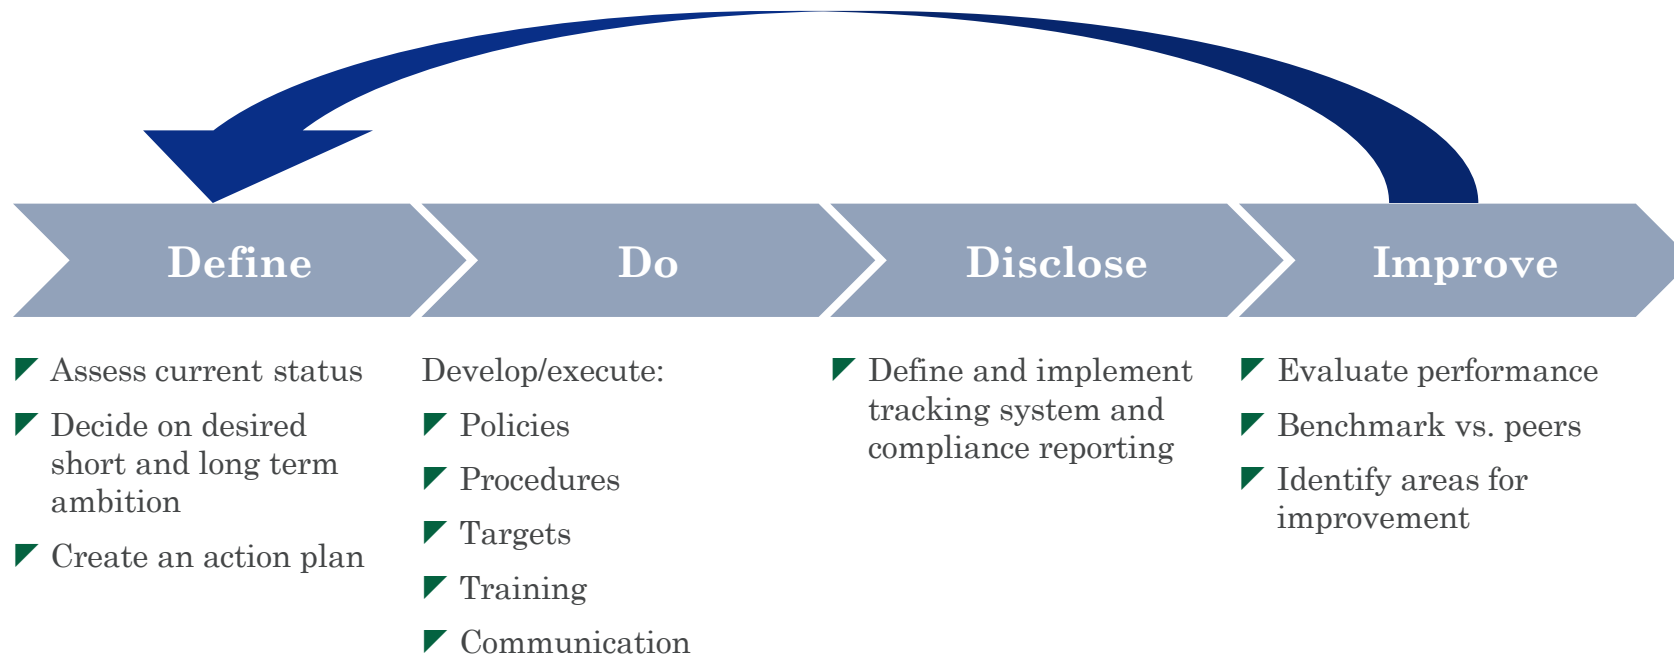 Define
Do
Disclose
Improve
Assess current status
Decide on desired
short and long term
ambition
Create an action plan
Develop/execute:
Policies
Procedures
Targets
Training
Communication
Define and implement
tracking system and
compliance reporting
Evaluate performance
Benchmark vs. peers
Identify areas for
improvement